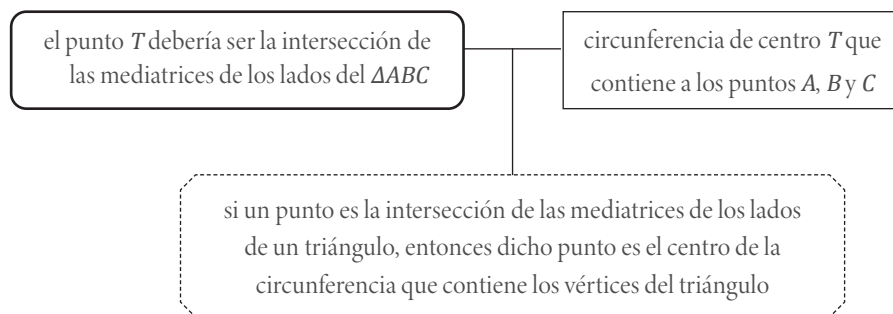 el punto T debería ser la intersección de
las mediatrices de los lados del ΔABC
circunferencia de centro T que
contiene a los puntos A, B y C
si un punto es la intersección de las mediatrices de los lados
de un triángulo, entonces dicho punto es el centro de la
circunferencia que contiene los vértices del triángulo